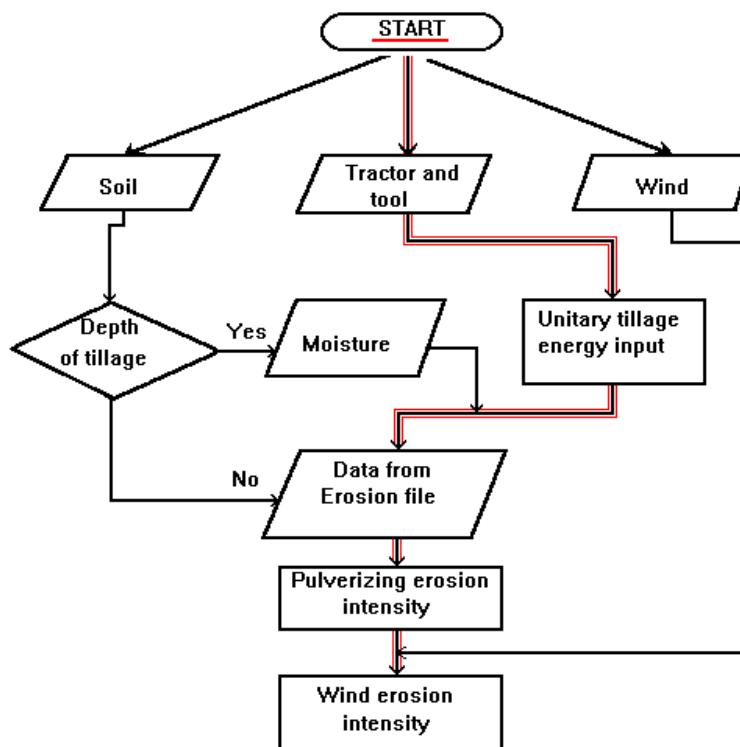 START
Soil
Tractor and
tool
Wind
Depth
of tillage
Yes
Moisture
Unitary tillage
energy input
No
Data from
Erosion file
Pulverizing erosion
intensity
Wind erosion
intensity